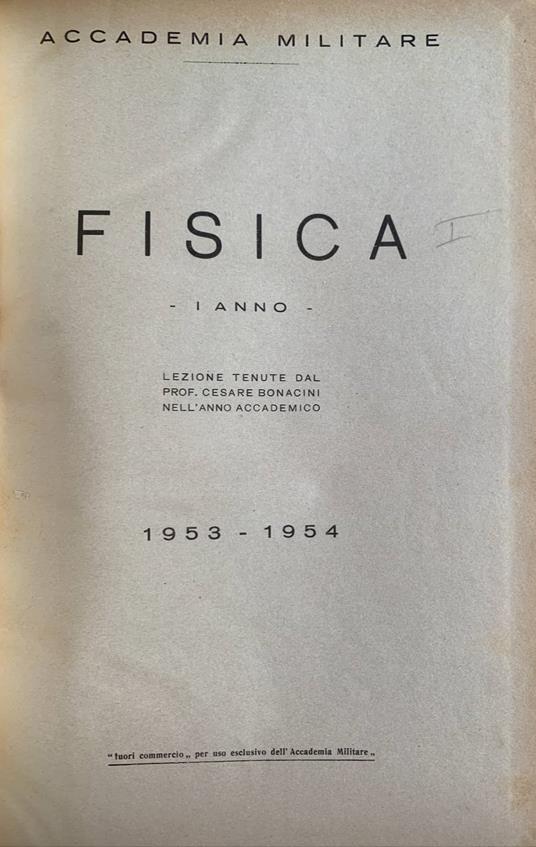 ACCADEMIA MILITARE
FISICA I
- I ANNO -
LEZIONE TENUTE DAL
PROF. CESARE BONACINI
NELL'ANNO ACCADEMICO
1953 - 1954
"fuori commercio„ per uso esclusivo dell'Accademia Militare„